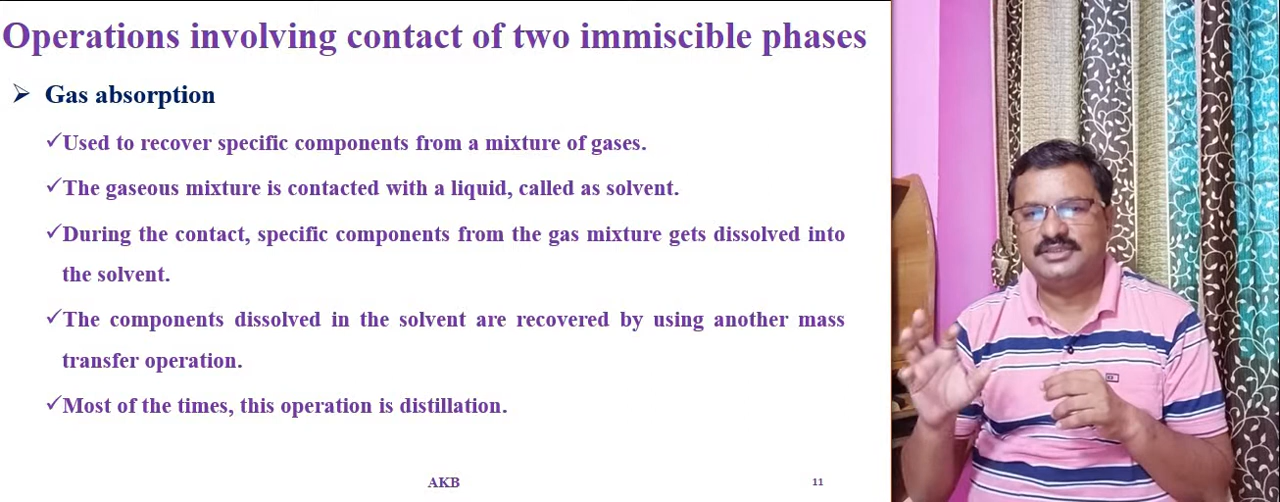 Operations involving contact of two immiscible phases
➢ Gas absorption
✓Used to recover specific components from a mixture of gases.
✓The gaseous mixture is contacted with a liquid, called as solvent.
✓During the contact, specific components from the gas mixture gets dissolved into
the solvent.
✓The components dissolved in the solvent are recovered by using another mass
transfer operation.
✓Most of the times, this operation is distillation.
AKB
11